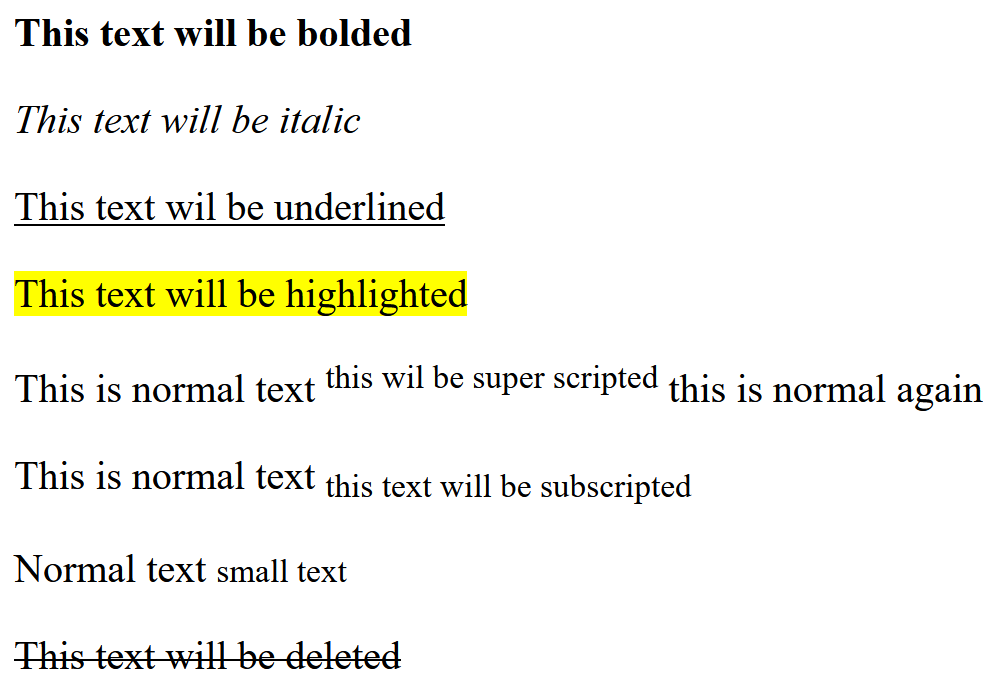 This text will be bolded
This text will be italic
This text wil be underlined
This text will be highlighted
This is normal text this wil be super scripted this is normal again
This is normal text this text will be subscripted
Normal text small text
This text will be deleted